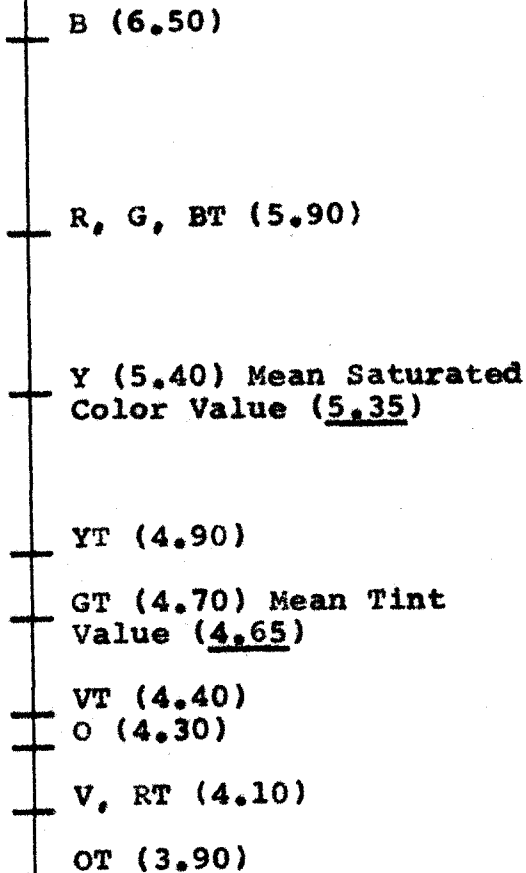 B (6.50)
R, G, BT (5.90)
Y (5.40) Mean Saturated
Color Value (5.35)
YT (4.90)
GT (4.70) Mean Tint
Value (4.65)
VT (4.40)
O (4.30)
V, RT (4.10)
OT (3.90)